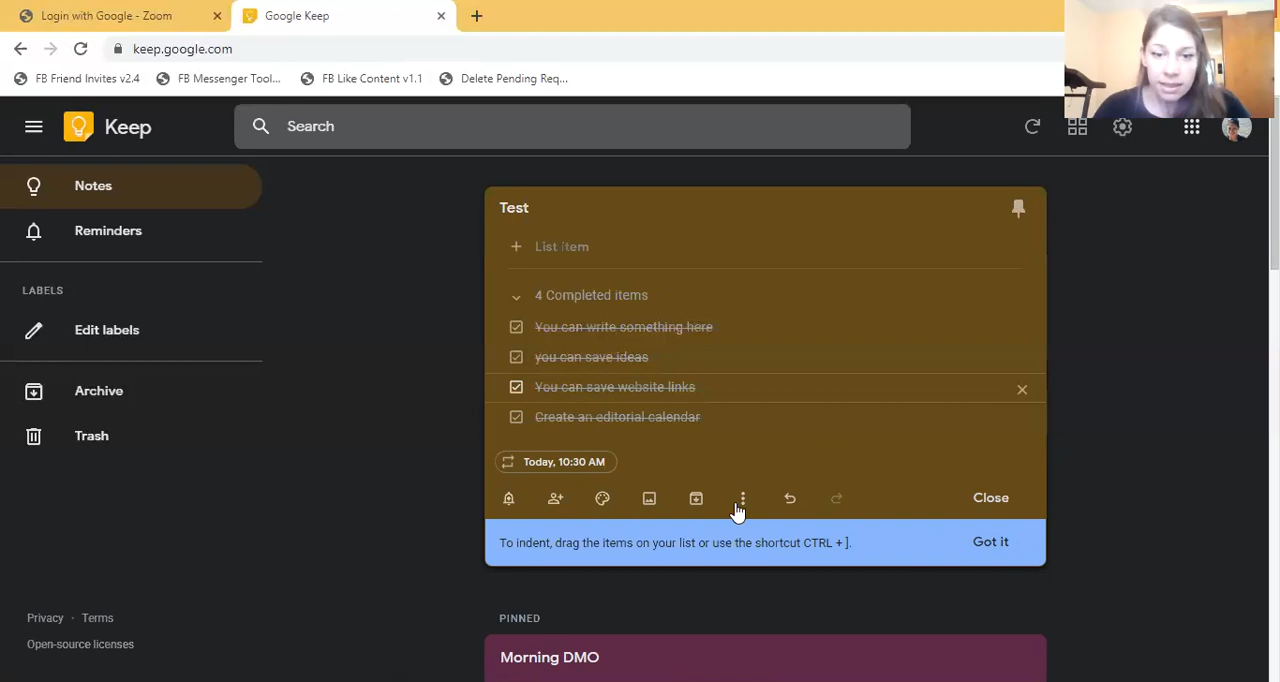 Login with Google - Zoom
Google Keep
keep.google.com
FB Friend Invites v2.4
FB Messenger Tool...
FB Like Content v1.1
Delete Pending Req...
Keep
Search
Notes
Reminders
LABELS
Edit labels
Archive
Trash
Test
List item
4 Completed items
You can write something here
you can save ideas
You can save website links
Create an editorial calendar
Today, 10:30 AM
Close
To indent, drag the items on your list or use the shortcut CTRL + ].
Got it
PINNED
Morning DMO
Privacy · Terms
Open-source licenses